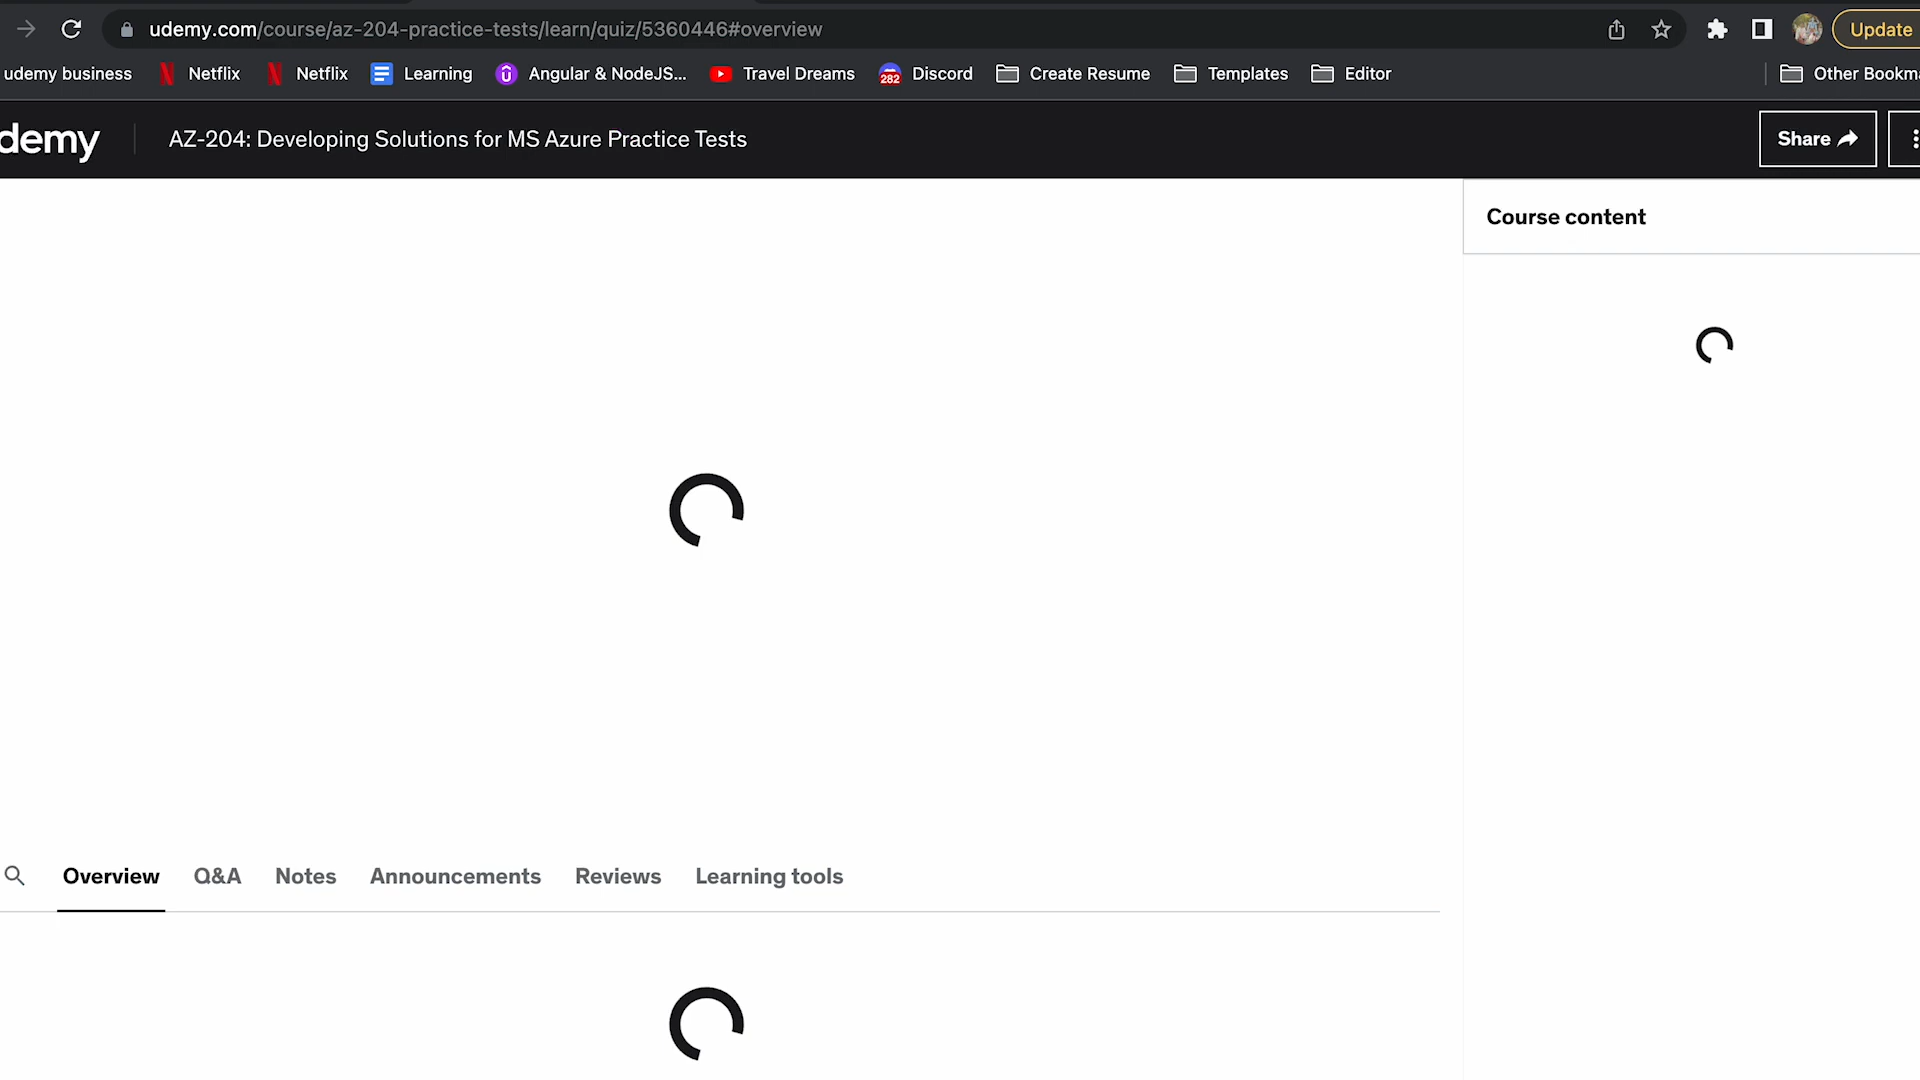 udemy.com/course/az-204-practice-tests/learn/quiz/5360446#overview
Update
udemy business
Netflix
Netflix
Learning
Angular & NodeJS...
Travel Dreams
282
Discord
Create Resume
Templates
Editor
Other Bookma
demy
AZ-204: Developing Solutions for MS Azure Practice Tests
Share
Course content
Overview
Q&A
Notes
Announcements
Reviews
Learning tools